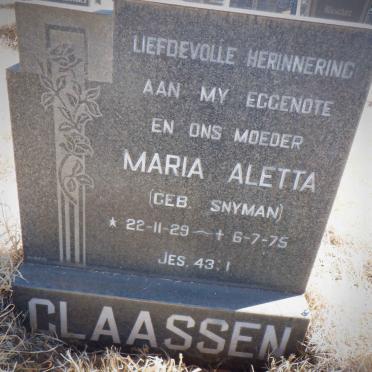 LIEFDEVOLLE HERINNERING
AAN MY EGGENOTE
EN ONS MOEDER
MARIA ALETTA
(GEB. SNYMAN)
* 22-11-29 ~ † 6-7-75
JES. 43:1
CLAASSEN